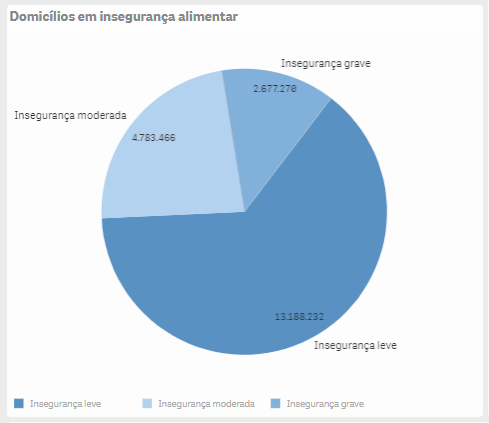 Domicílios em insegurança alimentar
Insegurança grave
2.677.270
Insegurança moderada
4.783.466
13.188.232
Insegurança leve
Insegurança leve Insegurança moderada Insegurança grave